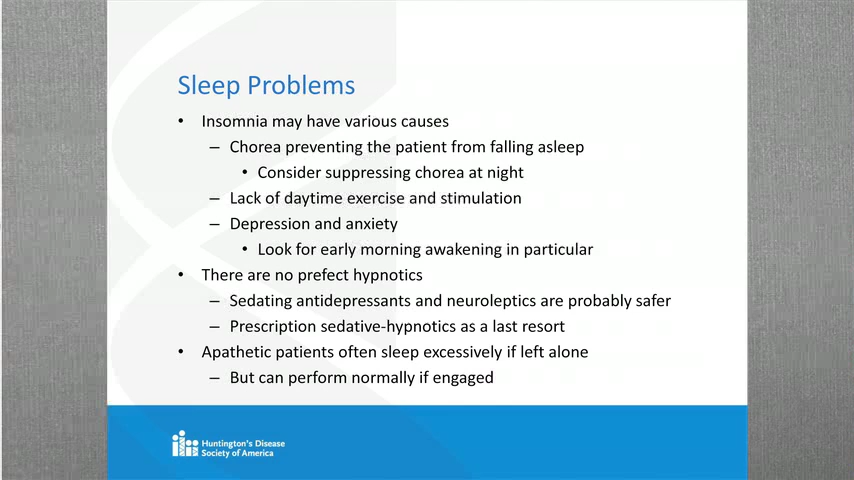 Sleep Problems
• Insomnia may have various causes
– Chorea preventing the patient from falling asleep
• Consider suppressing chorea at night
– Lack of daytime exercise and stimulation
– Depression and anxiety
• Look for early morning awakening in particular
• There are no prefect hypnotics
– Sedating antidepressants and neuroleptics are probably safer
– Prescription sedative-hypnotics as a last resort
• Apathetic patients often sleep excessively if left alone
– But can perform normally if engaged
Huntington's Disease
Society of America